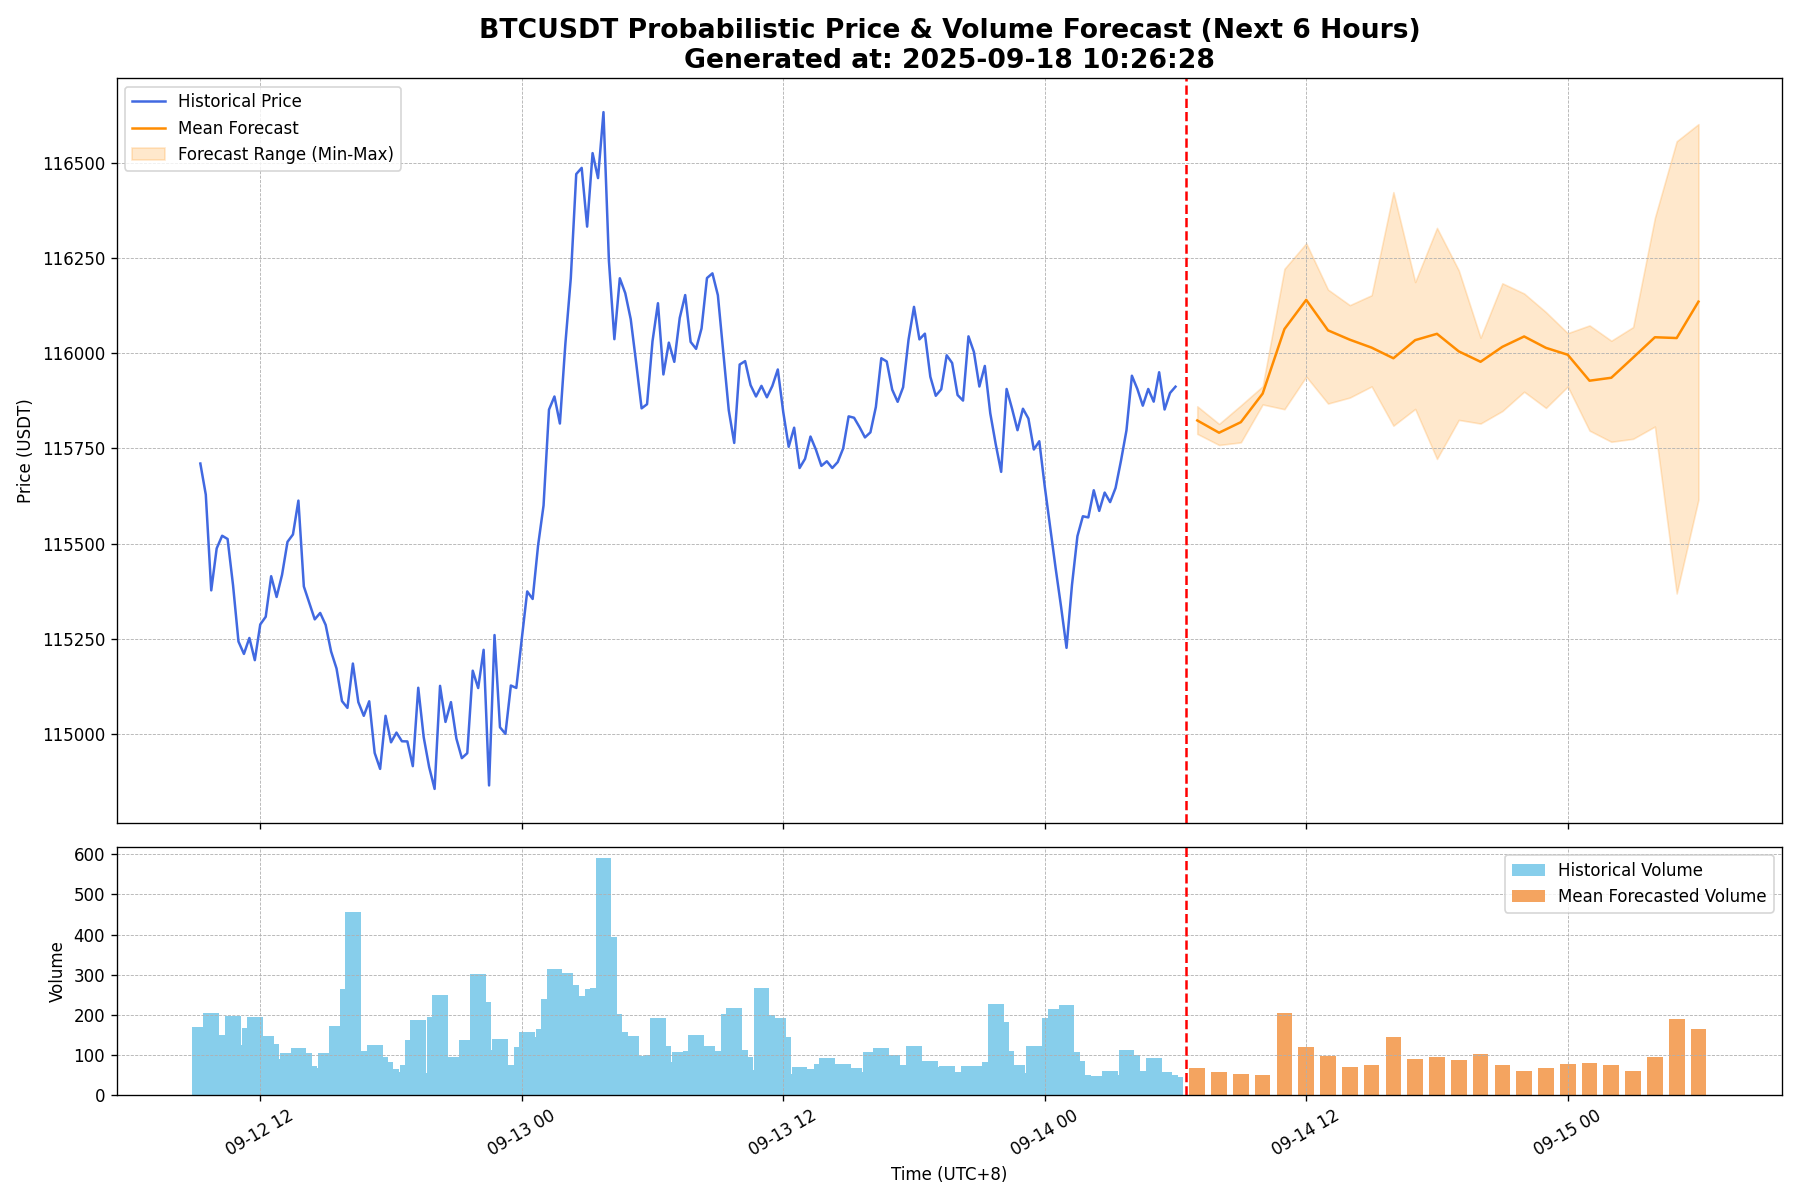 BTCUSDT Probabilistic Price & Volume Forecast (Next 6 Hours)
Generated at: 2025-09-18 10:26:28
Historical Price
Mean Forecast
Forecast Range (Min-Max)
116500
116250
116000
115750
115500
115250
115000
Price (USDT)
Historical Volume
Mean Forecasted Volume
600
500
400
300
200
100
0
Volume
09-12 12
09-13 00
09-13 12
09-14 00
09-14 12
09-15 00
Time (UTC+8)